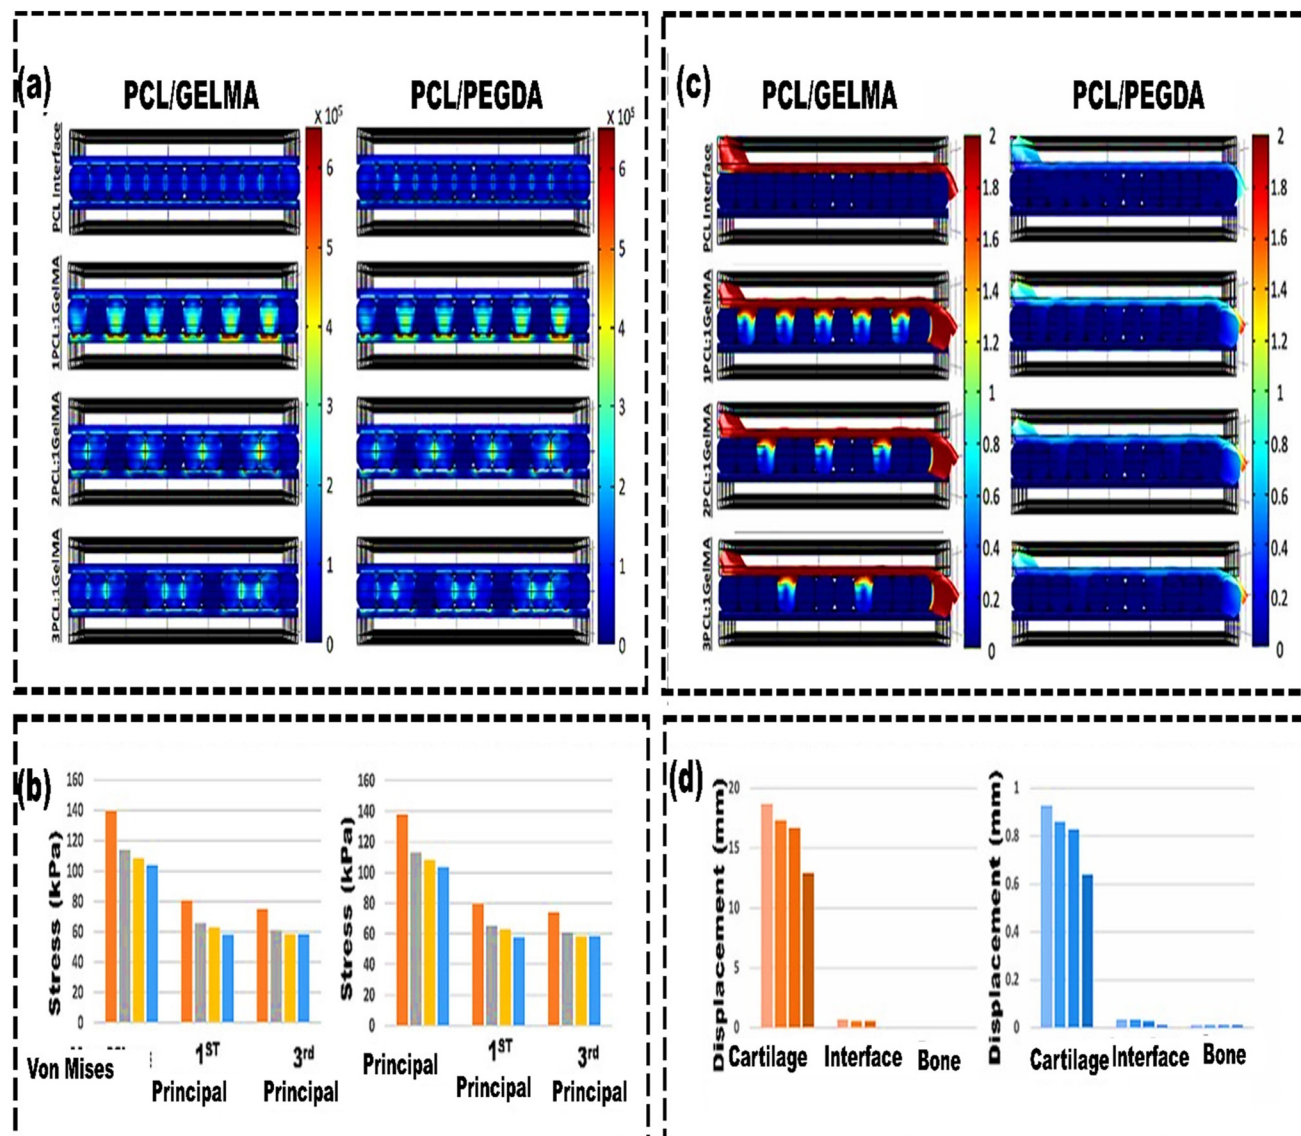 (a)
PCL/GELMA
PCL/PEGDA
X 10⁵
X 10⁵
PCL Interface
1PCL:1GelMA
2PCL:1GelMA
3PCL:1GelMA
6
5
4
3
2
1
0
6
5
4
3
2
1
0
(c)
PCL/GELMA
PCL/PEGDA
PCL Interface
1PCL:1GelMA
2PCL:1GelMA
3PCL:1GelMA
2
1.8
1.6
1.4
1.2
1
0.8
0.6
0.4
0.2
0
2
1.8
1.6
1.4
1.2
1
0.8
0.6
0.4
0.2
0
(b)
Stress (kPa)
160
140
120
100
80
60
40
20
0
Von Mises
1ST
Principal
3rd
Principal
Stress (kPa)
160
140
120
100
80
60
40
20
0
Principal
1ST
Principal
3rd
Principal
(d)
Displacement (mm)
20
15
10
5
0
Cartilage
Interface
Bone
Displacement (mm)
1
0.8
0.6
0.4
0.2
0
Cartilage
Interface
Bone